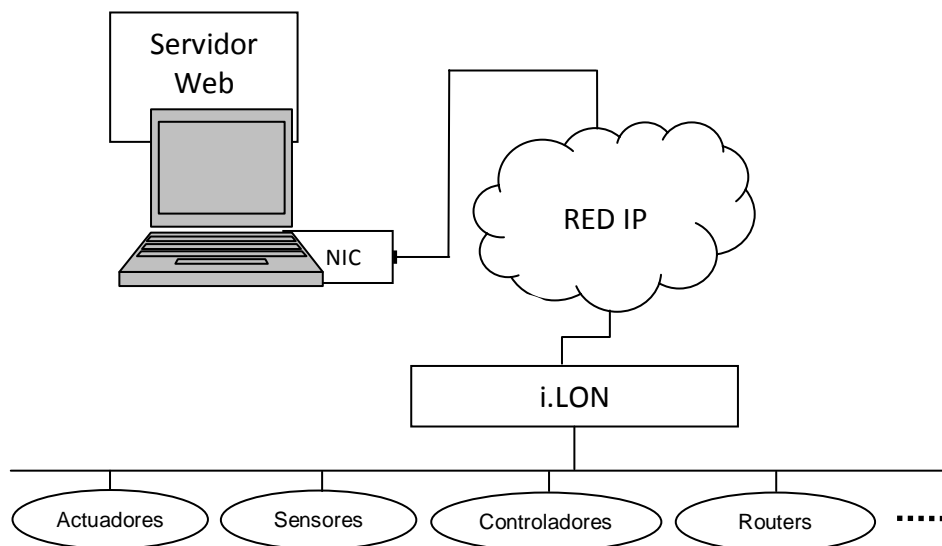 Servidor
Web
NIC
RED IP
i.LON
Actuadores
Sensores
Controladores
Routers